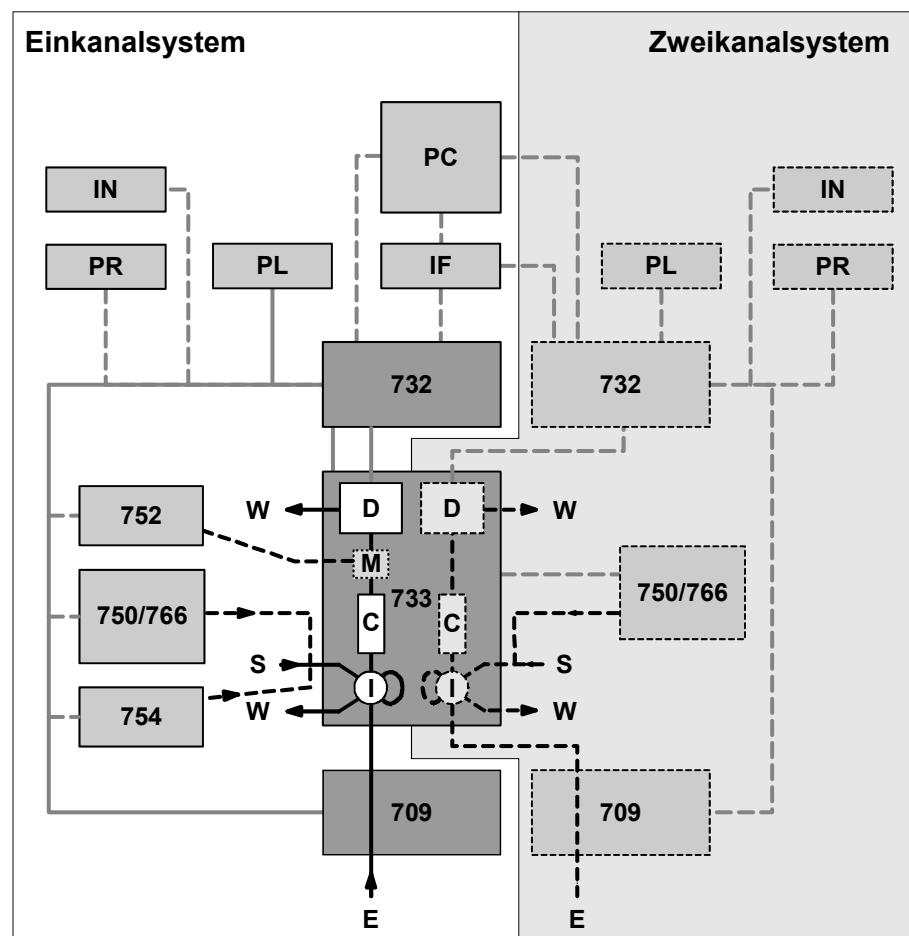 Einkanalsystem Zweikanalsystem
PC
IN IN
PR PL IF PL PR
732 732
752 W D D W
M
750/766 733 750/766
C C
S I I S
W W
754
709 709
E E